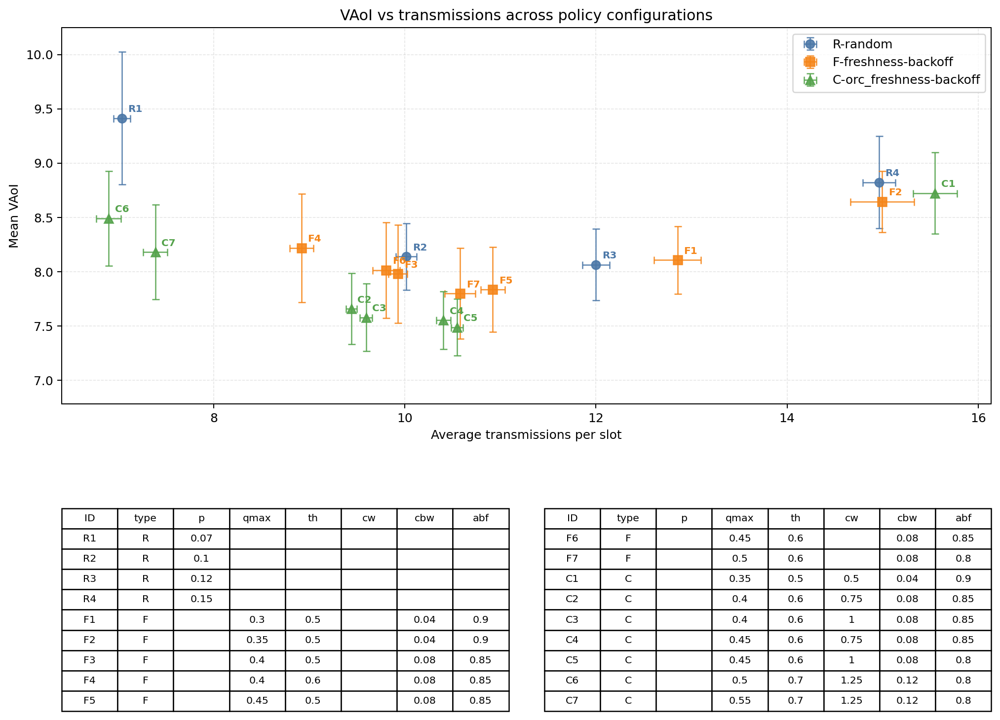 VAoI vs transmissions across policy configurations
R-random
F-freshness-backoff
C-orc_freshness-backoff
10.0
9.5
9.0
8.5
8.0
7.5
7.0
Mean VAoI
R1
C6
C7
F4
F6
F3
R2
C2
C3
C4
C5
F7
F5
R3
F1
R4
F2
C1
8 10 12 14 16
Average transmissions per slot
ID type p qmax th cw cbw abf
R1 R 0.07
R2 R 0.1
R3 R 0.12
R4 R 0.15
F1 F 0.3 0.5 0.04 0.9
F2 F 0.35 0.5 0.04 0.9
F3 F 0.4 0.5 0.08 0.85
F4 F 0.4 0.6 0.08 0.85
F5 F 0.45 0.5 0.08 0.85
ID type p qmax th cw cbw abf
F6 F 0.45 0.6 0.08 0.85
F7 F 0.5 0.6 0.08 0.8
C1 C 0.35 0.5 0.5 0.04 0.9
C2 C 0.4 0.6 0.75 0.08 0.85
C3 C 0.4 0.6 1 0.08 0.85
C4 C 0.45 0.6 0.75 0.08 0.85
C5 C 0.45 0.6 1 0.08 0.8
C6 C 0.5 0.7 1.25 0.12 0.8
C7 C 0.55 0.7 1.25 0.12 0.8